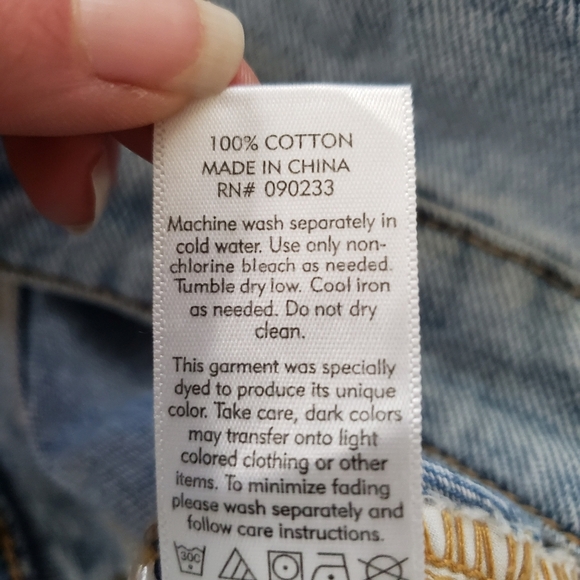 100% COTTON
MADE IN CHINA
RN# 090233
Machine wash separately in
cold water. Use only non-
chlorine bleach as needed.
Tumble dry low. Cool iron
as needed. Do not dry
clean.
This garment was specially
dyed to produce its unique
color. Take care, dark colors
may transfer onto light
colored clothing or other
items. To minimize fading
please wash separately and
follow care instructions.
30C